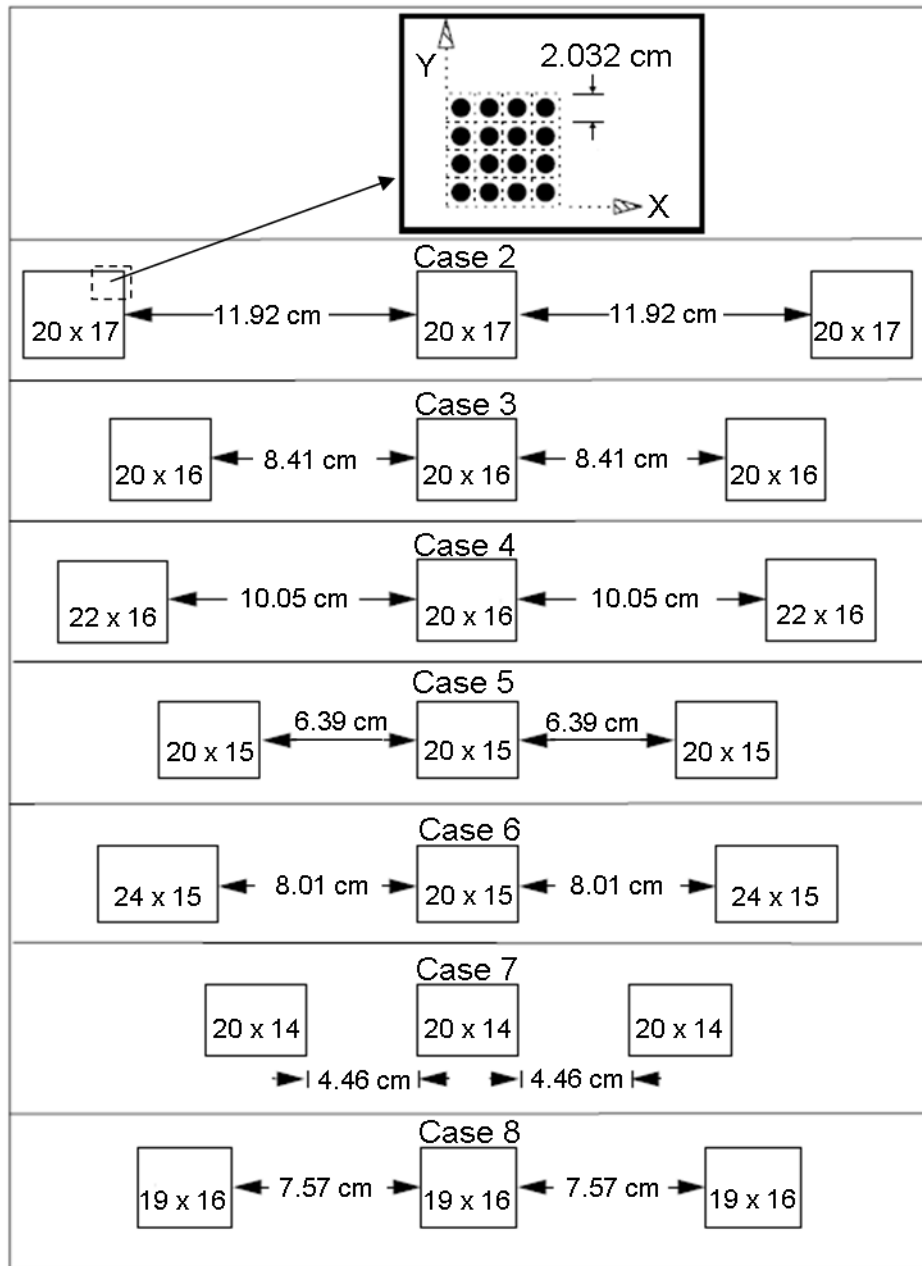 Y
2.032 cm
X
Case 2
20 x 17
11.92 cm
20 x 17
11.92 cm
20 x 17
Case 3
20 x 16
8.41 cm
20 x 16
8.41 cm
20 x 16
Case 4
22 x 16
10.05 cm
20 x 16
10.05 cm
22 x 16
Case 5
20 x 15
6.39 cm
20 x 15
6.39 cm
20 x 15
Case 6
24 x 15
8.01 cm
20 x 15
8.01 cm
24 x 15
Case 7
20 x 14
20 x 14
20 x 14
4.46 cm
4.46 cm
Case 8
19 x 16
7.57 cm
19 x 16
7.57 cm
19 x 16